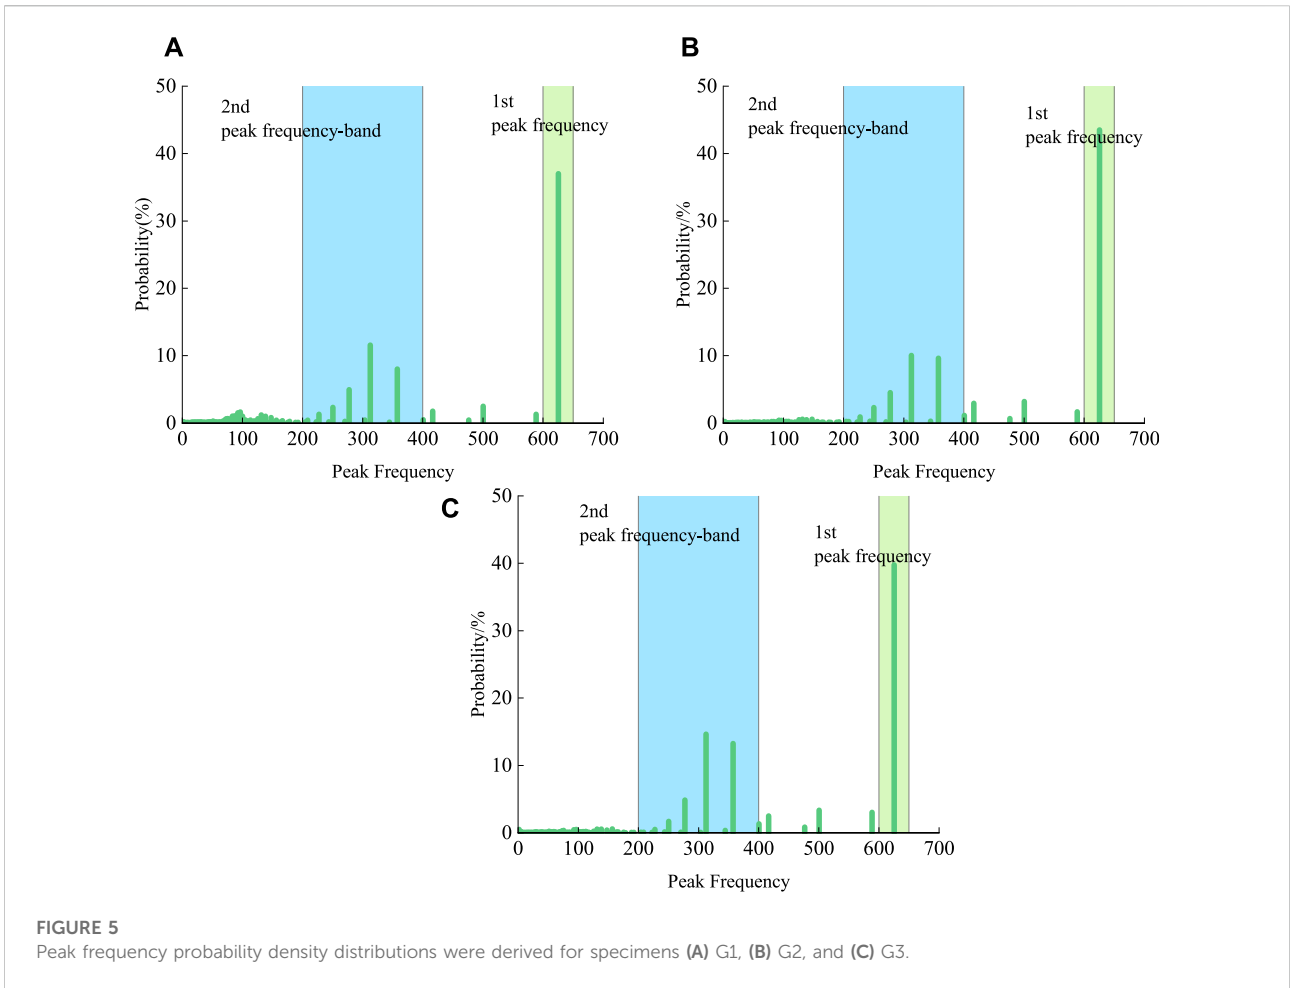 A
2nd
peak frequency-band
1st
peak frequency
Probability(%)
50
40
30
20
10
0
0 100 200 300 400 500 600 700
Peak Frequency
B
2nd
peak frequency-band
1st
peak frequency
Probability/%
50
40
30
20
10
0
0 100 200 300 400 500 600 700
Peak Frequency
C
2nd
peak frequency-band
1st
peak frequency
Probability/%
50
40
30
20
10
0
0 100 200 300 400 500 600 700
Peak Frequency
FIGURE 5
Peak frequency probability density distributions were derived for specimens (A) G1, (B) G2, and (C) G3.